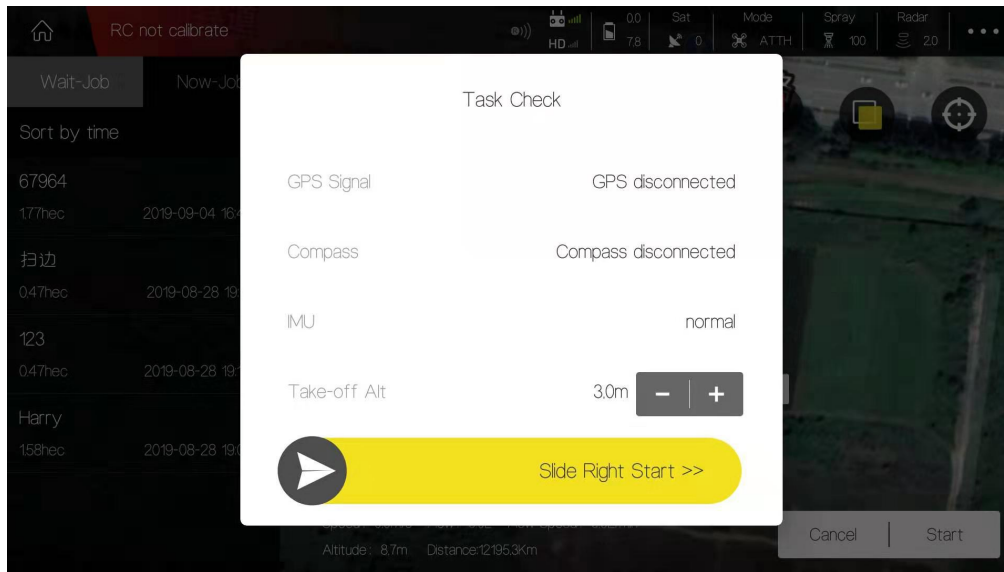 RC not calibrate
HD
0.0
7.8
Sat
0
Mode
ATTH
Spray
100
Radar
2.0
Wait-Job
Now-Job
Sort by time
67964
1.77hec 2019-09-04 16:4
扫边
0.47hec 2019-08-28 19:
123
0.47hec 2019-08-28 19:1
Harry
1.58hec 2019-08-28 19:0
Task Check
GPS Signal GPS disconnected
Compass Compass disconnected
IMU normal
Take-off Alt 3.0m - +
Slide Right Start >>
Altitude: 8.7m Distance:12195.3Km
Cancel Start